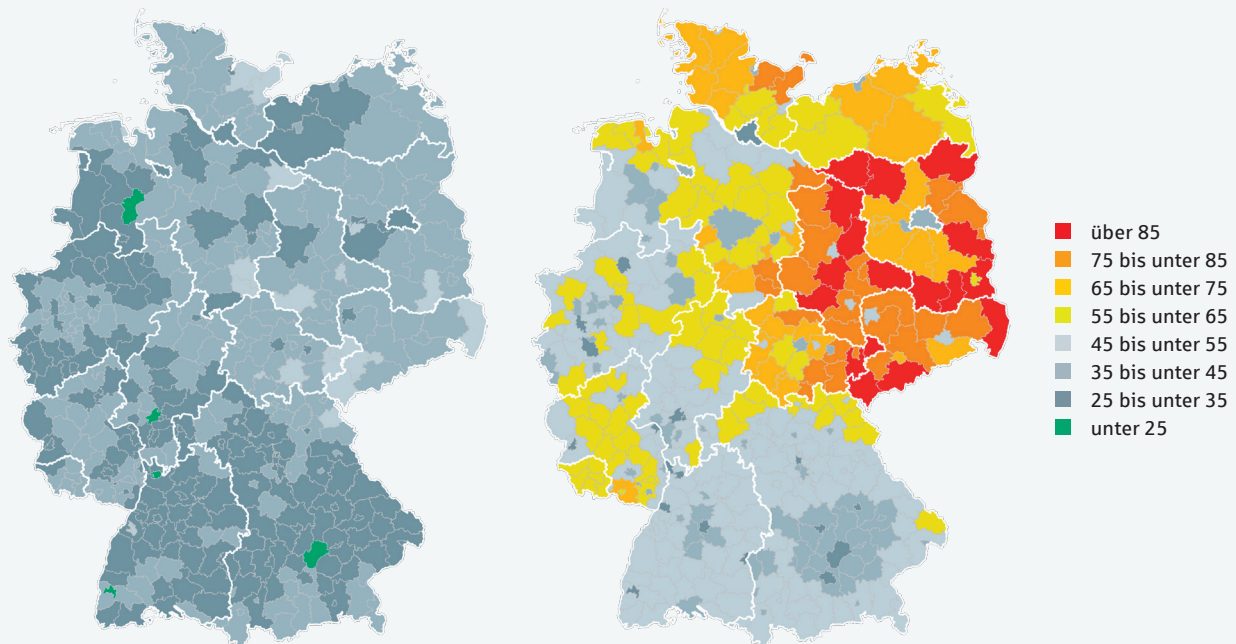 über 85
75 bis unter 85
65 bis unter 75
55 bis unter 65
45 bis unter 55
35 bis unter 45
25 bis unter 35
unter 25